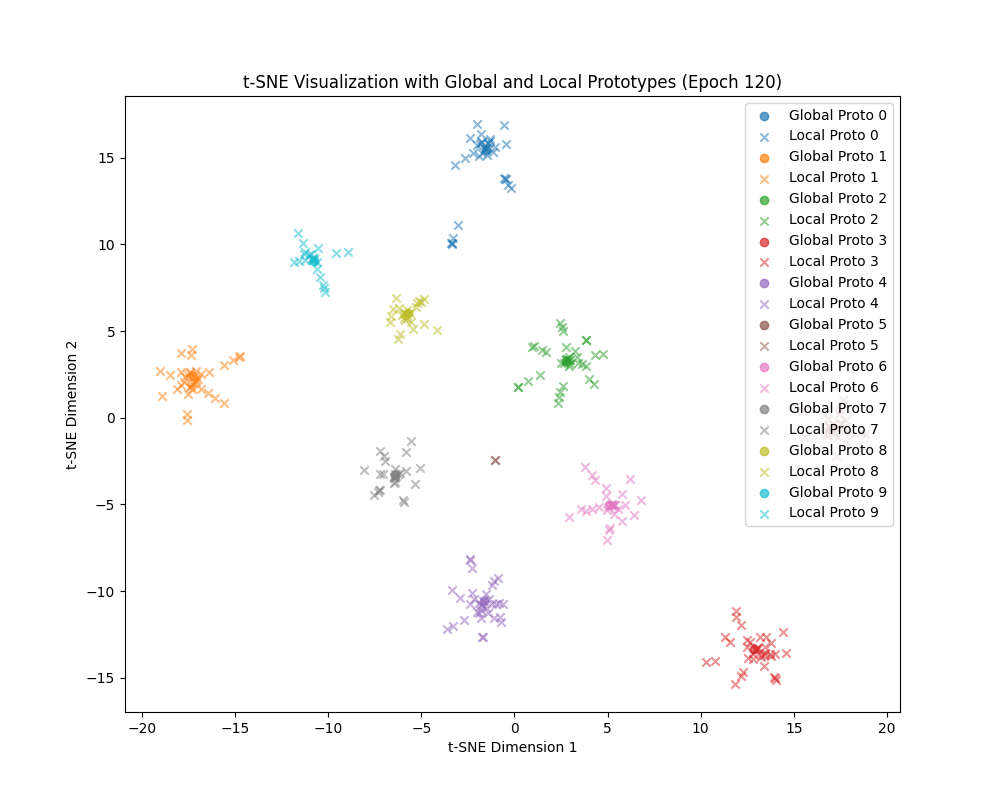 t-SNE Visualization with Global and Local Prototypes (Epoch 120)
Global Proto 0
Local Proto 0
Global Proto 1
Local Proto 1
Global Proto 2
Local Proto 2
Global Proto 3
Local Proto 3
Global Proto 4
Local Proto 4
Global Proto 5
Local Proto 5
Global Proto 6
Local Proto 6
Global Proto 7
Local Proto 7
Global Proto 8
Local Proto 8
Global Proto 9
Local Proto 9
15
10
5
0
−5
−10
−15
t-SNE Dimension 2
−20 −15 −10 −5 0 5 10 15 20
t-SNE Dimension 1